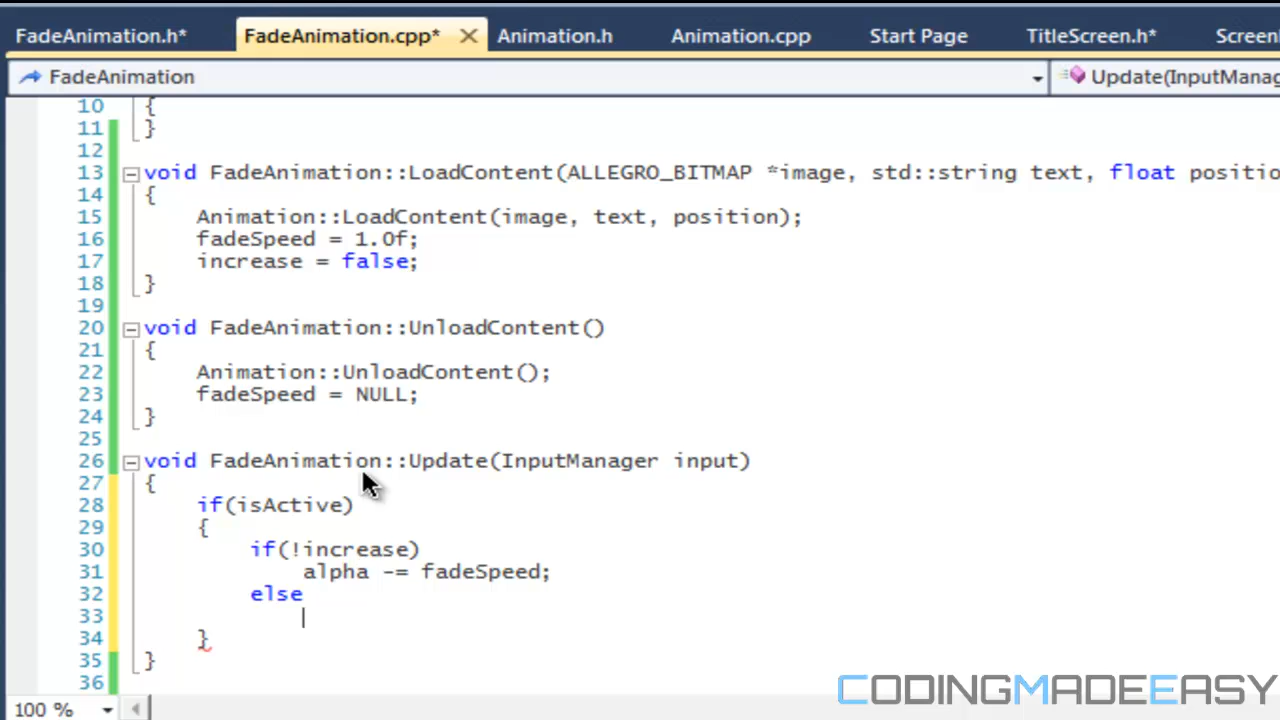 FadeAnimation.h* FadeAnimation.cpp* Animation.h Animation.cpp Start Page TitleScreen.h* Screen
FadeAnimation Update(InputManag
10 {
11 }
12
13 void FadeAnimation::LoadContent(ALLEGRO_BITMAP *image, std::string text, float positio
14 {
15 Animation::LoadContent(image, text, position);
16 fadeSpeed = 1.0f;
17 increase = false;
18 }
19
20 void FadeAnimation::UnloadContent()
21 {
22 Animation::UnloadContent();
23 fadeSpeed = NULL;
24 }
25
26 void FadeAnimation::Update(InputManager input)
27 {
28 if(isActive)
29 {
30 if(!increase)
31 alpha -= fadeSpeed;
32 else
33
34 }
35 }
36
100 %
CODINGMADEEASY